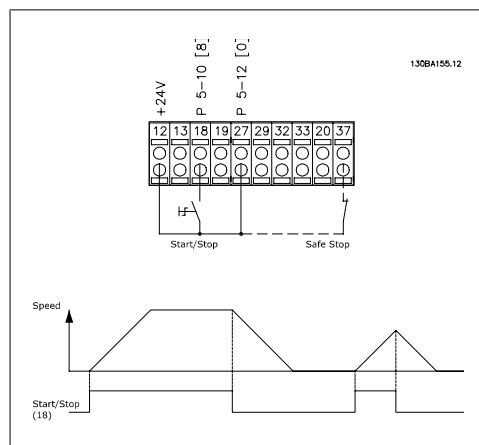 130BA155.12
+24V
P 5-10 [8]
P 5-12 [0]
12 13 18 19 27 29 32 33 20 37
Start/Stop
Safe Stop
Speed
Start/Stop
(18)